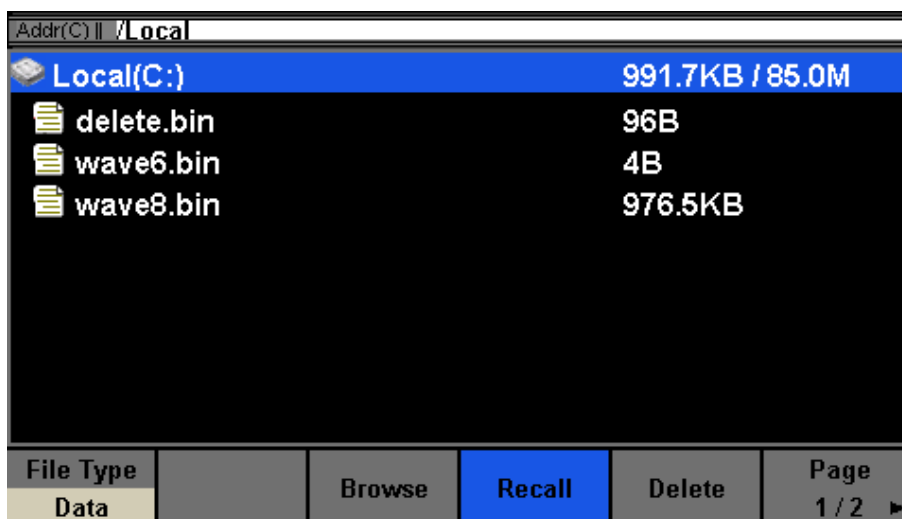 Addr(C) || /Local
Local(C:) 991.7KB / 85.0M
delete.bin 96B
wave6.bin 4B
wave8.bin 976.5KB
File Type Data
Browse
Recall
Delete
Page 1 / 2 ►